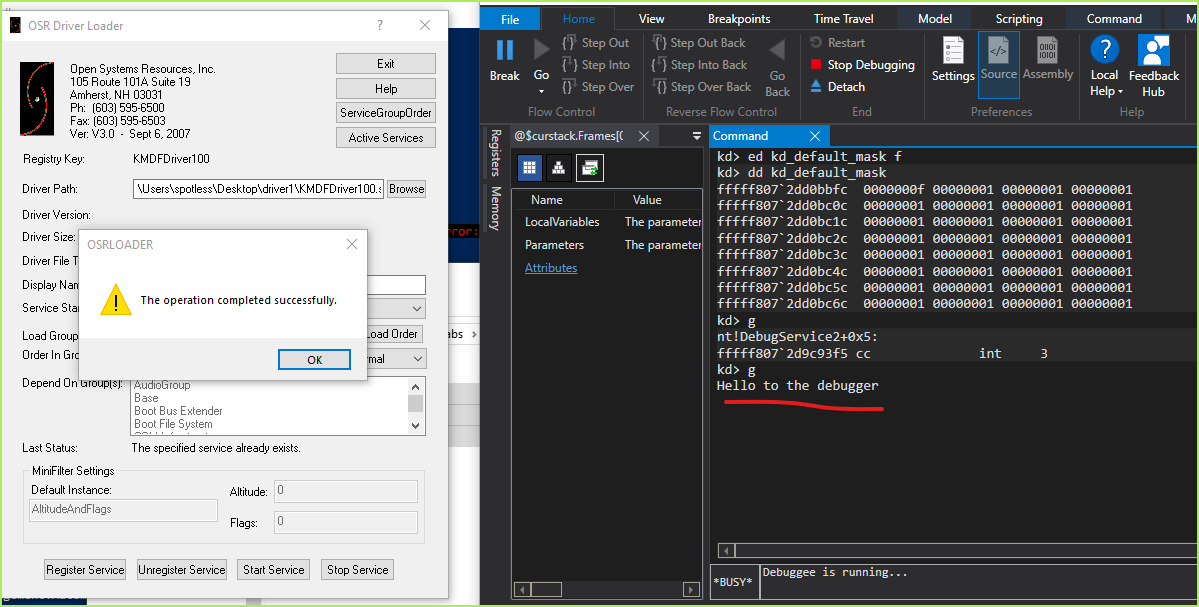 OSR Driver Loader
?
Open Systems Resources, Inc.
105 Route 101A Suite 19
Amherst, NH 03031
Ph: (603) 595-6500
Fax: (603) 595-6503
Ver: V3.0 - Sept 6, 2007
Exit
Help
ServiceGroupOrder
Active Services
Registry Key: KMDFDriver100
Driver Path: \Users\spotless\Desktop\driver1\KMDFDriver100.s Browse
Driver Version:
Driver Size:
Driver File T
Display Nam
Service Star
Load Group
Load Order
Order In Gro
rmal
Depend On Group(s):
AudioGroup
Base
Boot Bus Extender
Boot File System
Last Status: The specified service already exists.
MiniFilter Settings
Default Instance:
AltitudeAndFlags
Altitude: 0
Flags: 0
Register Service Unregister Service Start Service Stop Service
OSRLOADER
The operation completed successfully.
OK
rror:
abs
File Home View Breakpoints Time Travel Model Scripting Command M
Break
Go
Step Out
Step Into
Step Over
Flow Control
Step Out Back
Step Into Back
Step Over Back
Go Back
Reverse Flow Control
Restart
Stop Debugging
Detach
End
Settings Source Assembly
Preferences
Local Help
Feedback Hub
Help
Registers
Memory
@$curstack.Frames[(
Name Value
LocalVariables The parameter
Parameters The parameter
Attributes
Command
kd> ed kd_default_mask f
kd> dd kd_default_mask
fffff807`2dd0bbfc 0000000f 00000001 00000001 00000001
fffff807`2dd0bc0c 00000001 00000001 00000001 00000001
fffff807`2dd0bc1c 00000001 00000001 00000001 00000001
fffff807`2dd0bc2c 00000001 00000001 00000001 00000001
fffff807`2dd0bc3c 00000001 00000001 00000001 00000001
fffff807`2dd0bc4c 00000001 00000001 00000001 00000001
fffff807`2dd0bc5c 00000001 00000001 00000001 00000001
fffff807`2dd0bc6c 00000001 00000001 00000001 00000001
kd> g
nt!DebugService2+0x5:
fffff807`2d9c93f5 cc int 3
kd> g
Hello to the debugger
*BUSY* Debuggee is running...